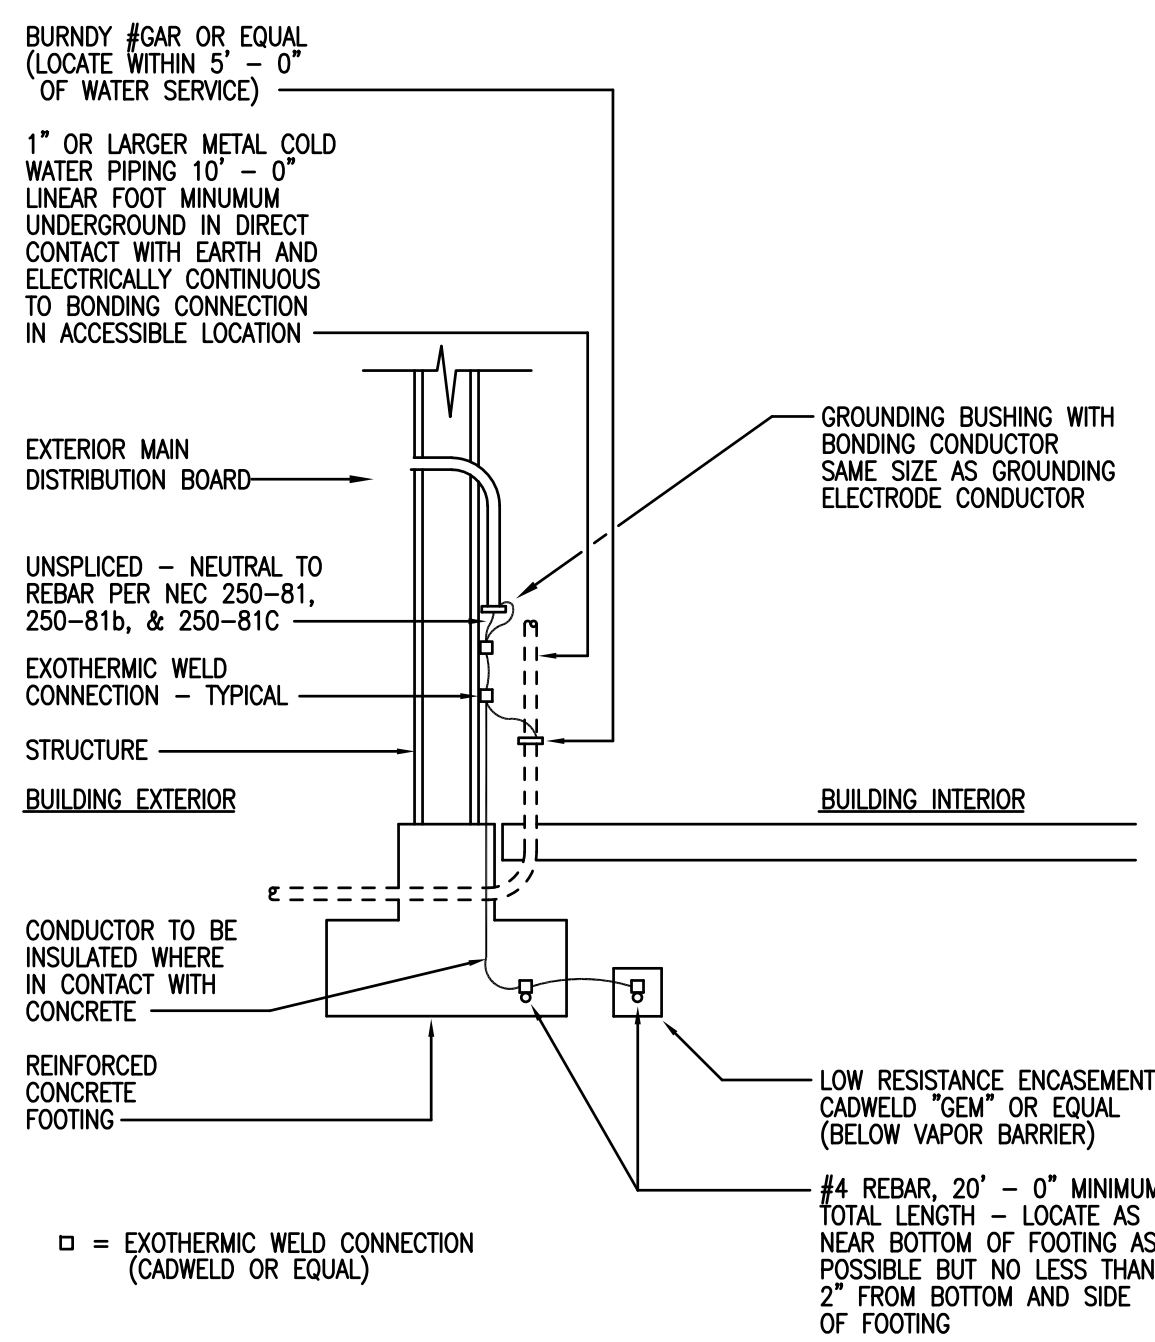 BURNDY #GAR OR EQUAL
(LOCATE WITHIN 5' – 0"
OF WATER SERVICE)
1" OR LARGER METAL COLD
WATER PIPING 10' – 0"
LINEAR FOOT MINUMUM
UNDERGROUND IN DIRECT
CONTACT WITH EARTH AND
ELECTRICALLY CONTINUOUS
TO BONDING CONNECTION
IN ACCESSIBLE LOCATION
GROUNDING BUSHING WITH
BONDING CONDUCTOR
SAME SIZE AS GROUNDING
ELECTRODE CONDUCTOR
EXTERIOR MAIN
DISTRIBUTION BOARD
UNSPLICED – NEUTRAL TO
REBAR PER NEC 250–81,
250–81b, & 250–81C
EXOTHERMIC WELD
CONNECTION – TYPICAL
STRUCTURE
BUILDING EXTERIOR
BUILDING INTERIOR
CONDUCTOR TO BE
INSULATED WHERE
IN CONTACT WITH
CONCRETE
REINFORCED
CONCRETE
FOOTING
LOW RESISTANCE ENCASEMENT
CADWELD "GEM" OR EQUAL
(BELOW VAPOR BARRIER)
#4 REBAR, 20' – 0" MINIMUM
TOTAL LENGTH – LOCATE AS
NEAR BOTTOM OF FOOTING AS
POSSIBLE BUT NO LESS THAN
2" FROM BOTTOM AND SIDE
OF FOOTING
= EXOTHERMIC WELD CONNECTION
(CADWELD OR EQUAL)